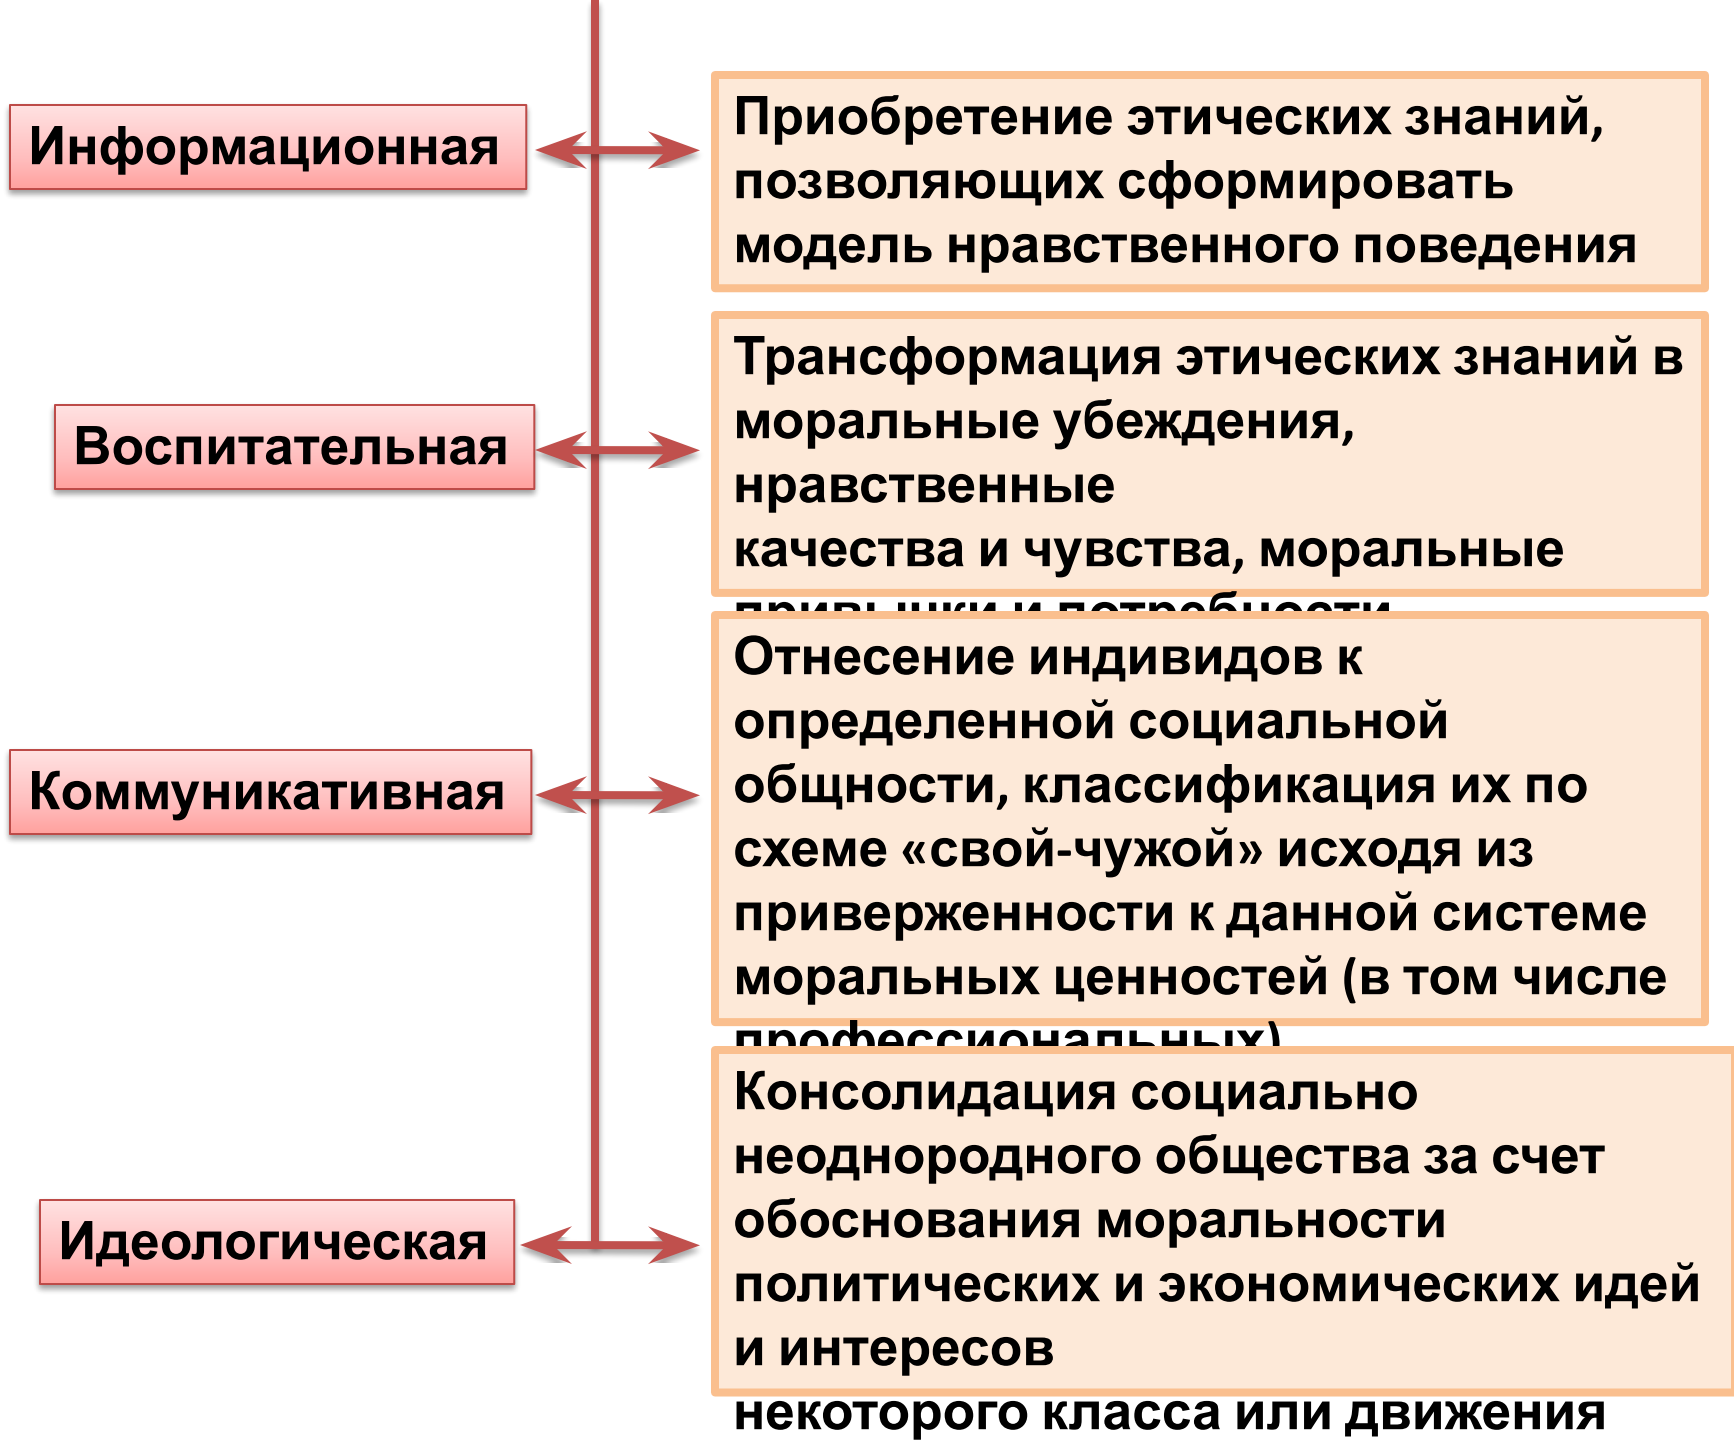 Информационная
Приобретение этических знаний,
позволяющих сформировать
модель нравственного поведения
Воспитательная
Трансформация этических знаний в
моральные убеждения,
нравственные
качества и чувства, моральные
привычки и потребности
Коммуникативная
Отнесение индивидов к
определенной социальной
общности, классификация их по
схеме «свой-чужой» исходя из
приверженности к данной системе
моральных ценностей (в том числе
профессиональных)
Идеологическая
Консолидация социально
неоднородного общества за счет
обоснования моральности
политических и экономических идей
и интересов
некоторого класса или движения